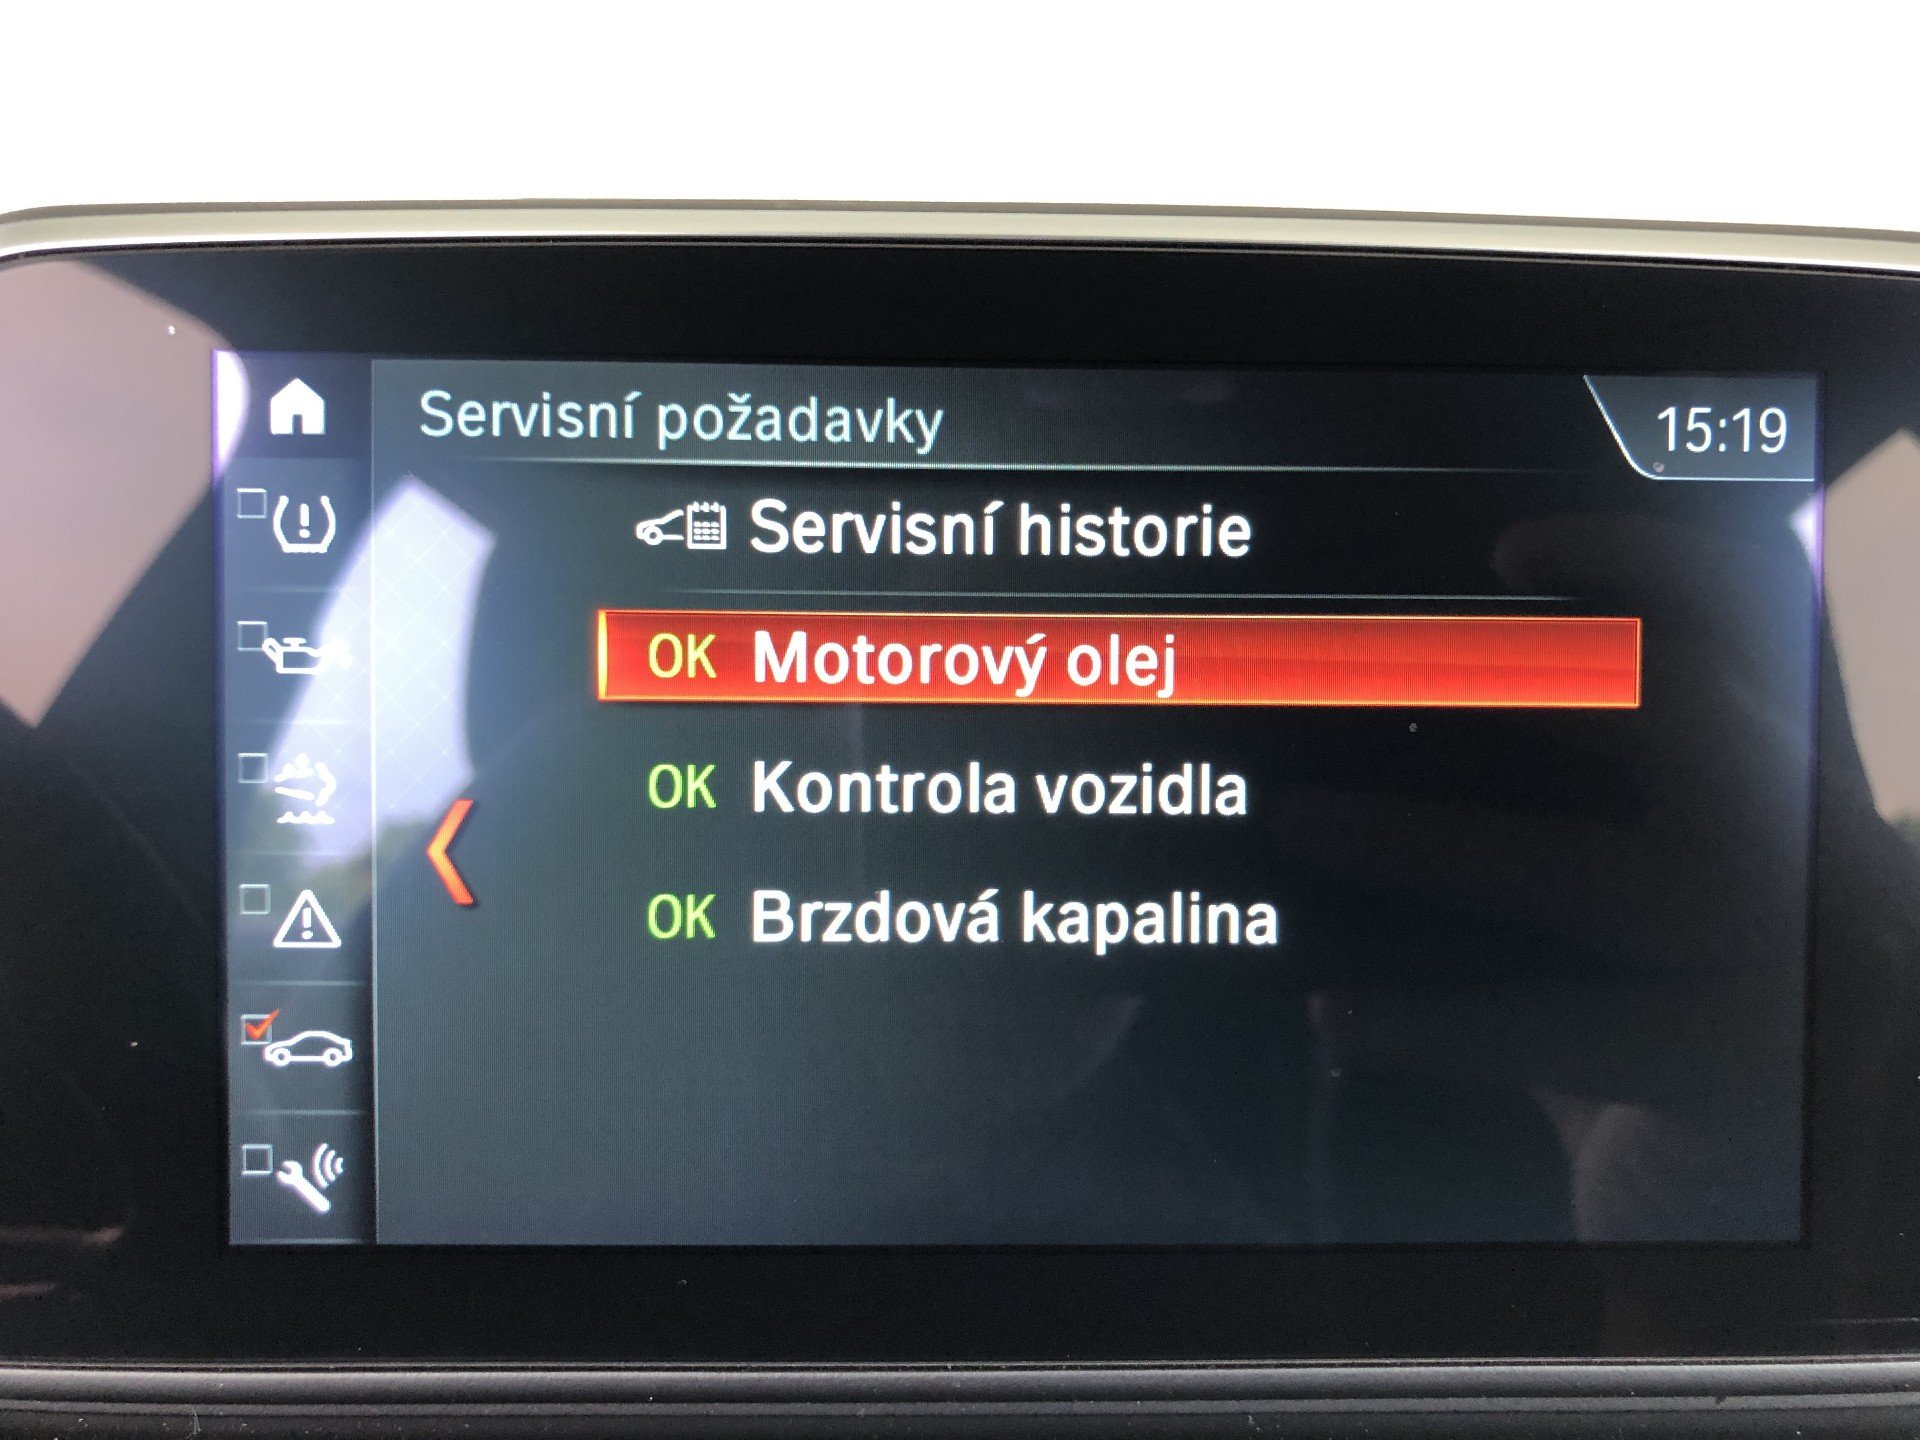 Servisní požadavky
15:19
Servisní historie
OK Motorový olej
OK Kontrola vozidla
OK Brzdová kapalina